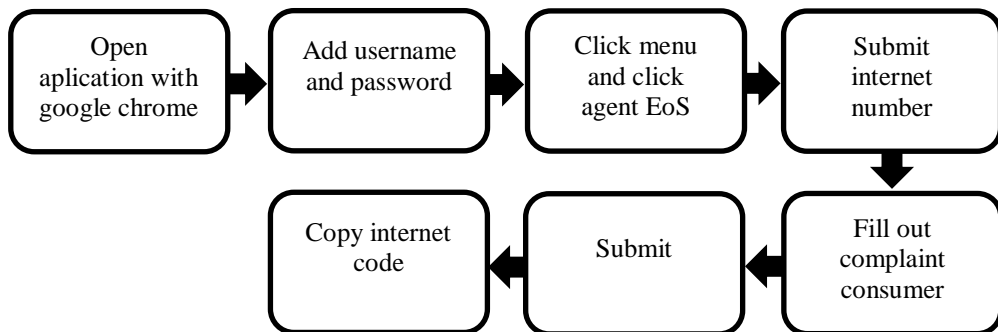 Open
aplication with
google chrome
Add username
and password
Click menu
and click
agent EoS
Submit
internet
number
Fill out
complaint
consumer
Submit
Copy internet
code